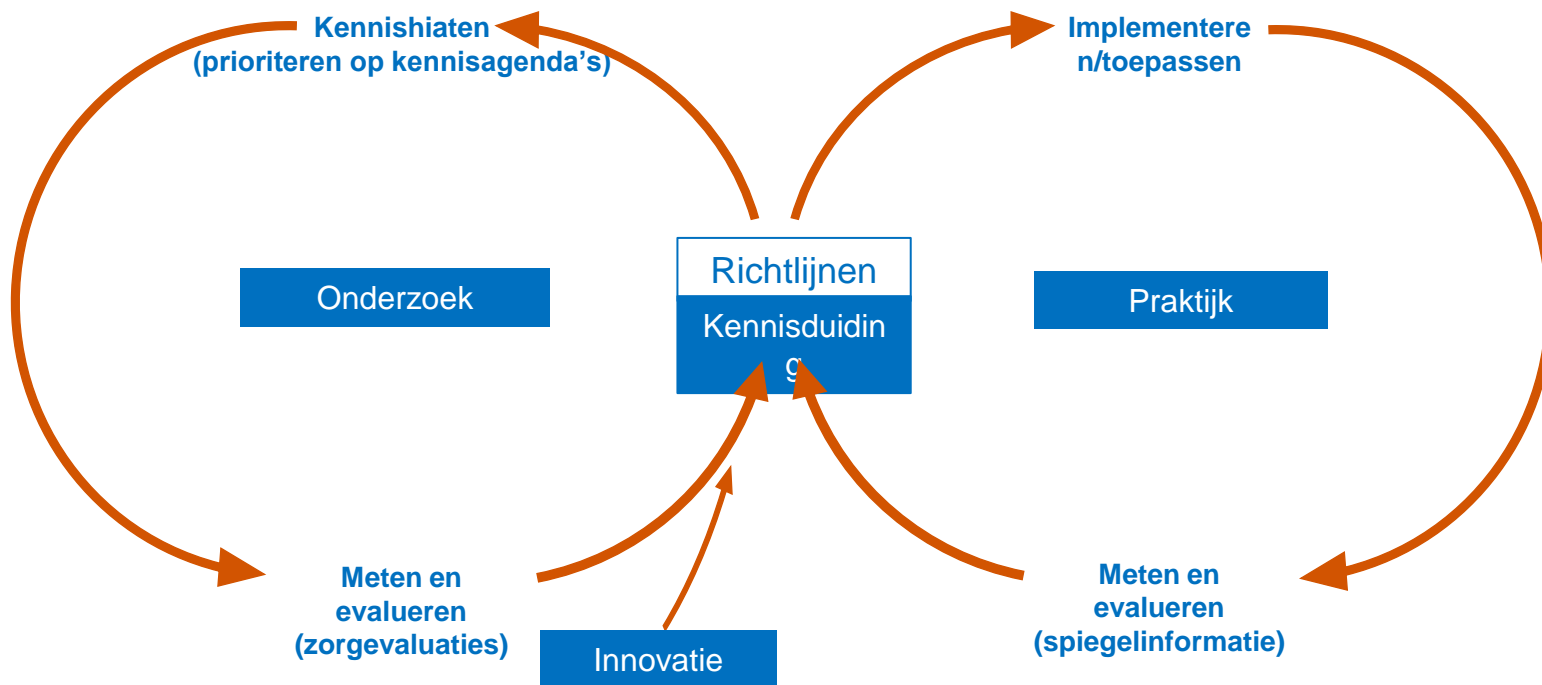 Kennishiaten
(prioriteren op kennisagenda’s)
Implementere
n/toepassen
Richtlijnen
Onderzoek
Kennisduidin
g
Praktijk
Meten en
evalueren
(zorgevaluaties)
Innovatie
Meten en
evalueren
(spiegelinformatie)